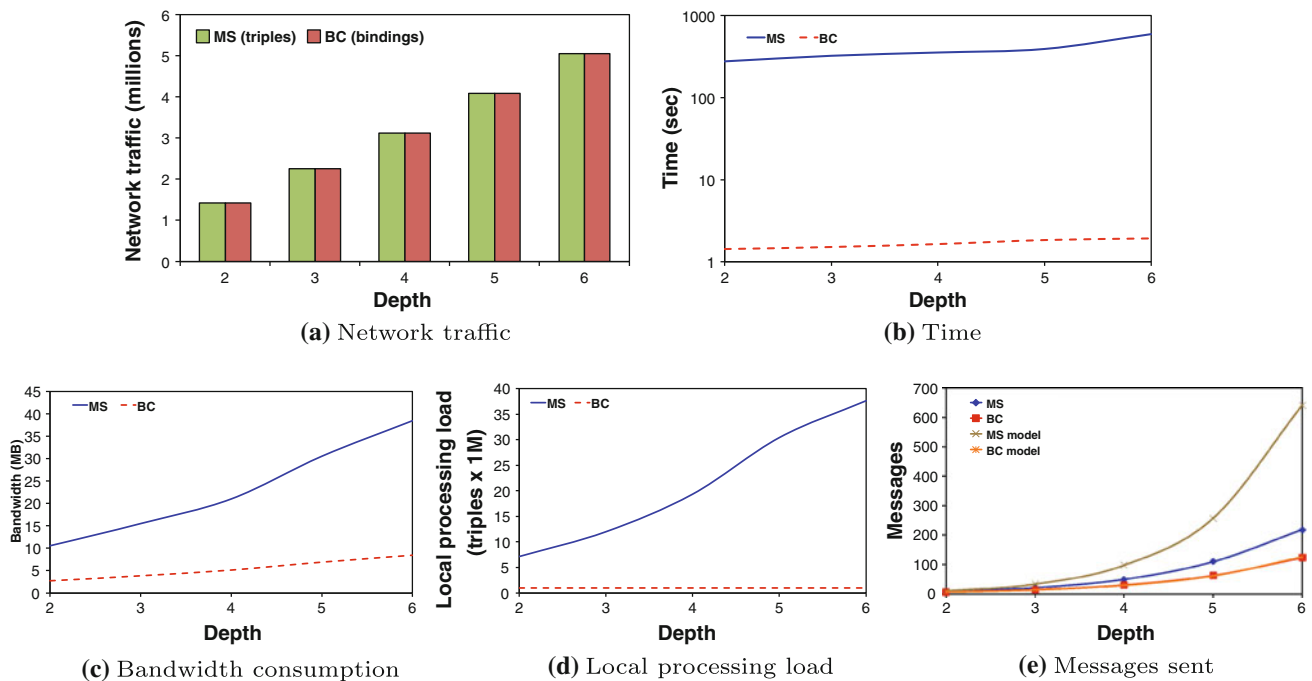 Network traffic (millions)
6
5
4
3
2
1
0
MS (triples) BC (bindings)
2 3 4 5 6
Depth
(a) Network traffic
Time (sec)
1000
100
10
1
MS BC
2 3 4 5 6
Depth
(b) Time
Bandwidth (MB)
45
40
35
30
25
20
15
10
5
0
MS BC
2 3 4 5 6
Depth
(c) Bandwidth consumption
Local processing load
(triples x 1M)
40
35
30
25
20
15
10
5
0
MS BC
2 3 4 5 6
Depth
(d) Local processing load
Messages
700
600
500
400
300
200
100
0
MS
BC
MS model
BC model
2 3 4 5 6
Depth
(e) Messages sent